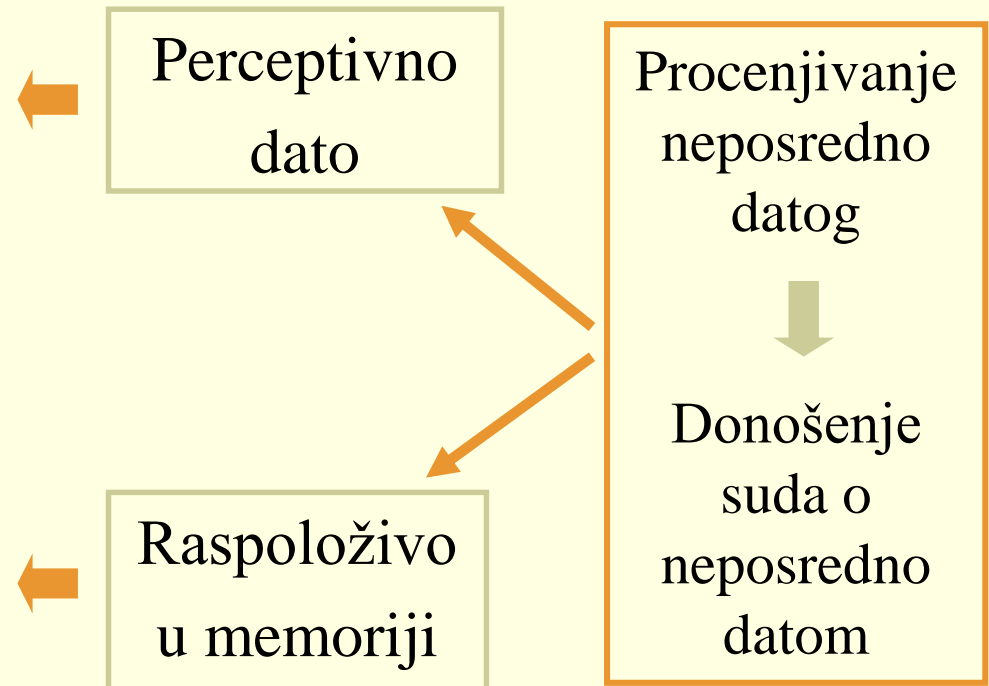 Perceptivno
dato
Procenjivanje
neposredno
datog
Donošenje
suda o
neposredno
datom
Raspoloživo
u memoriji